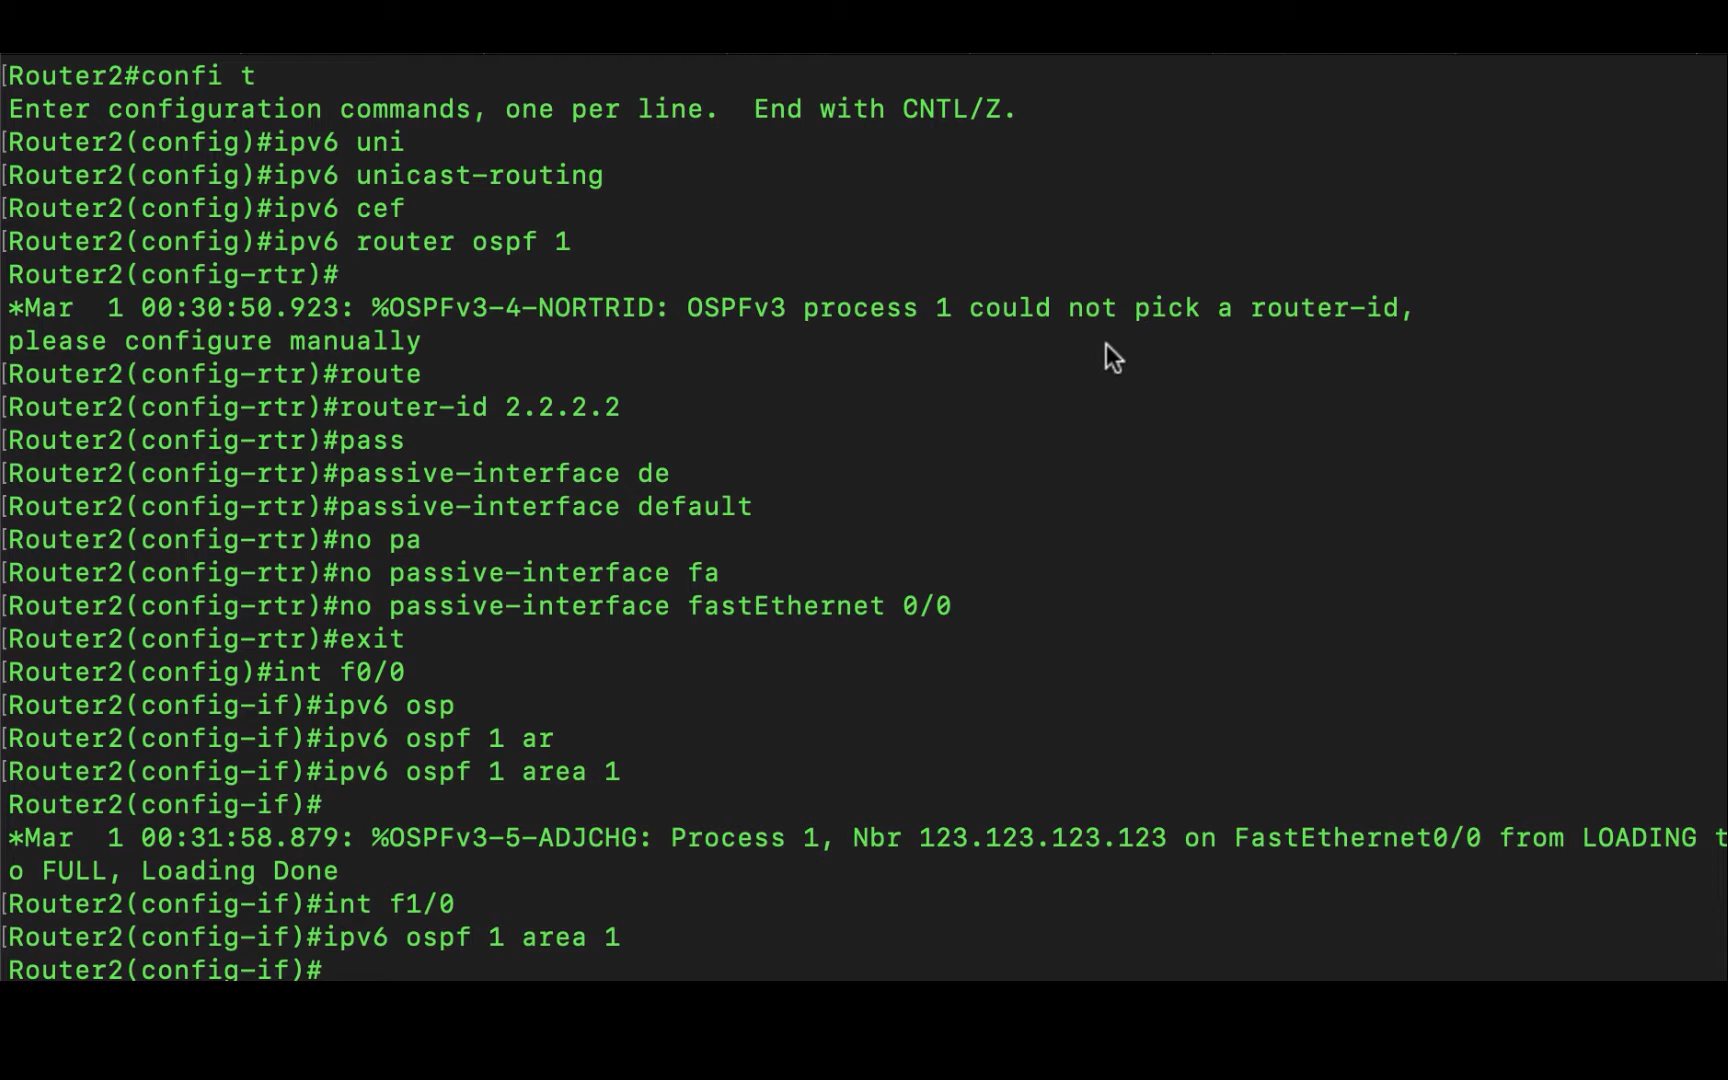 [Router2#confi t
Enter configuration commands, one per line.  End with CNTL/Z.
[Router2(config)#ipv6 uni
[Router2(config)#ipv6 unicast-routing
[Router2(config)#ipv6 cef
[Router2(config)#ipv6 router ospf 1
Router2(config-rtr)#
*Mar  1 00:30:50.923: %OSPFv3-4-NORTRID: OSPFv3 process 1 could not pick a router-id,
please configure manually
[Router2(config-rtr)#route
[Router2(config-rtr)#router-id 2.2.2.2
[Router2(config-rtr)#pass
[Router2(config-rtr)#passive-interface de
[Router2(config-rtr)#passive-interface default
[Router2(config-rtr)#no pa
[Router2(config-rtr)#no passive-interface fa
[Router2(config-rtr)#no passive-interface fastEthernet 0/0
[Router2(config-rtr)#exit
[Router2(config)#int f0/0
[Router2(config-if)#ipv6 osp
[Router2(config-if)#ipv6 ospf 1 ar
[Router2(config-if)#ipv6 ospf 1 area 1
Router2(config-if)#
*Mar  1 00:31:58.879: %OSPFv3-5-ADJCHG: Process 1, Nbr 123.123.123.123 on FastEthernet0/0 from LOADING t
o FULL, Loading Done
[Router2(config-if)#int f1/0
[Router2(config-if)#ipv6 ospf 1 area 1
Router2(config-if)#